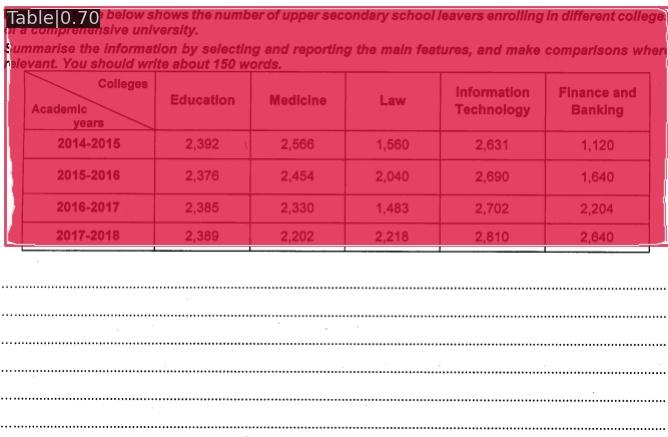 Table|0.70
below shows the number of upper secondary school leavers enrolling in different college
of a comprehensive university.
Summarise the information by selecting and reporting the main features, and make comparisons where
relevant. You should write about 150 words.
Colleges
Academic years
Education
Medicine
Law
Information Technology
Finance and Banking
2014-2015 2,392 2,566 1,560 2,631 1,120
2015-2016 2,376 2,454 2,040 2,690 1,640
2016-2017 2,385 2,330 1,483 2,702 2,204
2017-2018 2,389 2,202 2,218 2,810 2,640